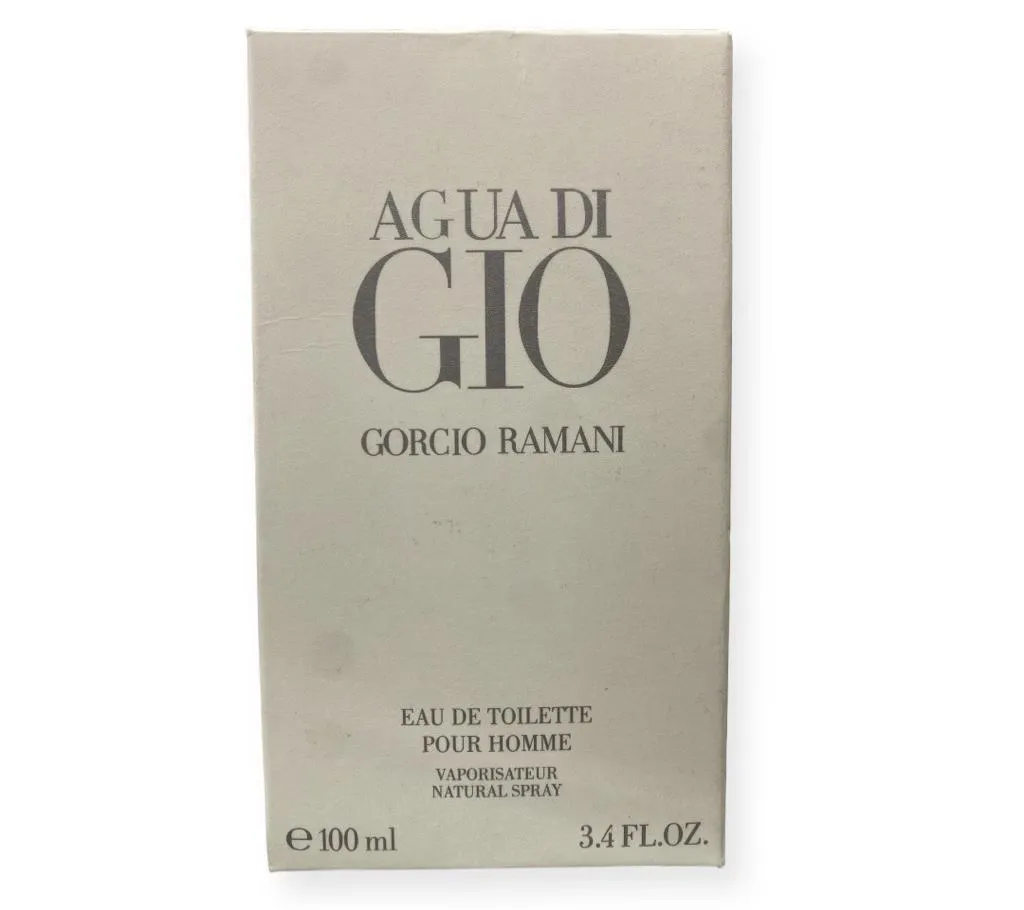 AGUA DI
GIO
GORCIO RAMANI
EAU DE TOILETTE
POUR HOMME
VAPORISATEUR
NATURAL SPRAY
℮ 100 ml 3.4 FL.OZ.